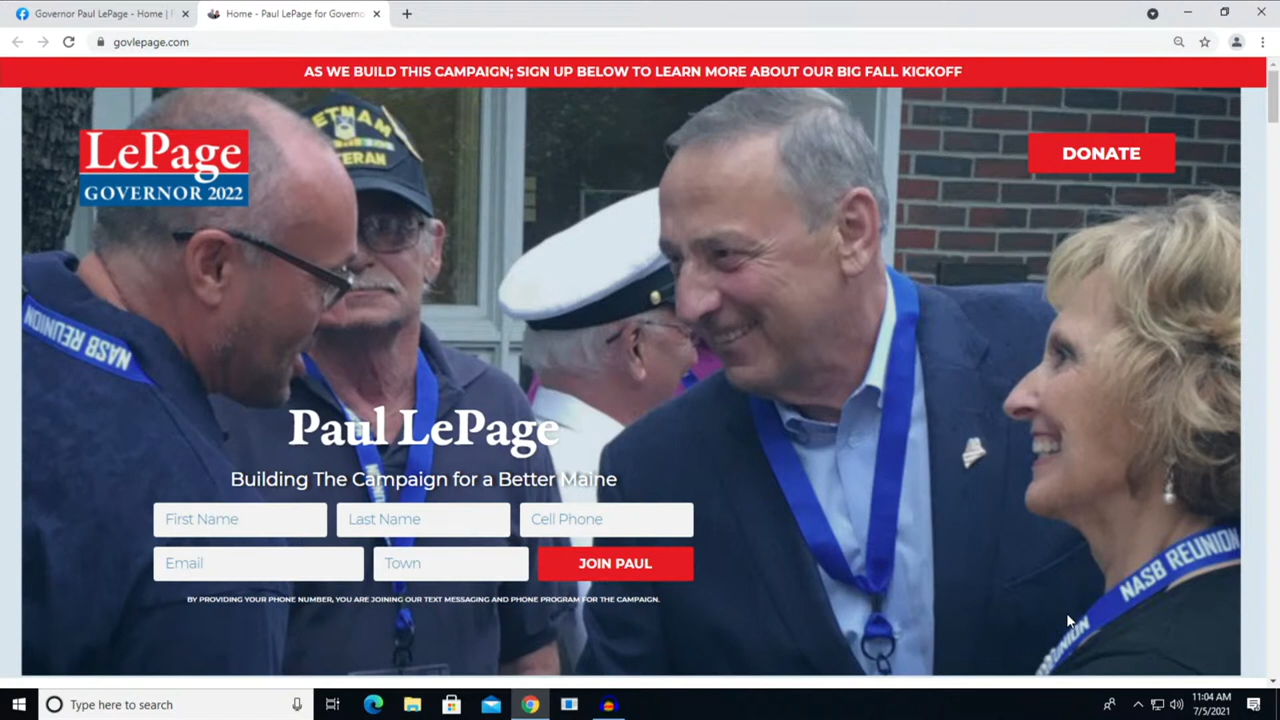 Governor Paul LePage - Home |
Home - Paul LePage for Governo
govlepage.com
AS WE BUILD THIS CAMPAIGN; SIGN UP BELOW TO LEARN MORE ABOUT OUR BIG FALL KICKOFF
LePage
GOVERNOR 2022
DONATE
VIETNAM
VETERAN
NASB REUNION
Paul LePage
Building The Campaign for a Better Maine
First Name
Last Name
Cell Phone
Email
Town
JOIN PAUL
BY PROVIDING YOUR PHONE NUMBER, YOU ARE JOINING OUR TEXT MESSAGING AND PHONE PROGRAM FOR THE CAMPAIGN.
NASB REUNION
REUNION
Type here to search
11:04 AM
7/5/2021